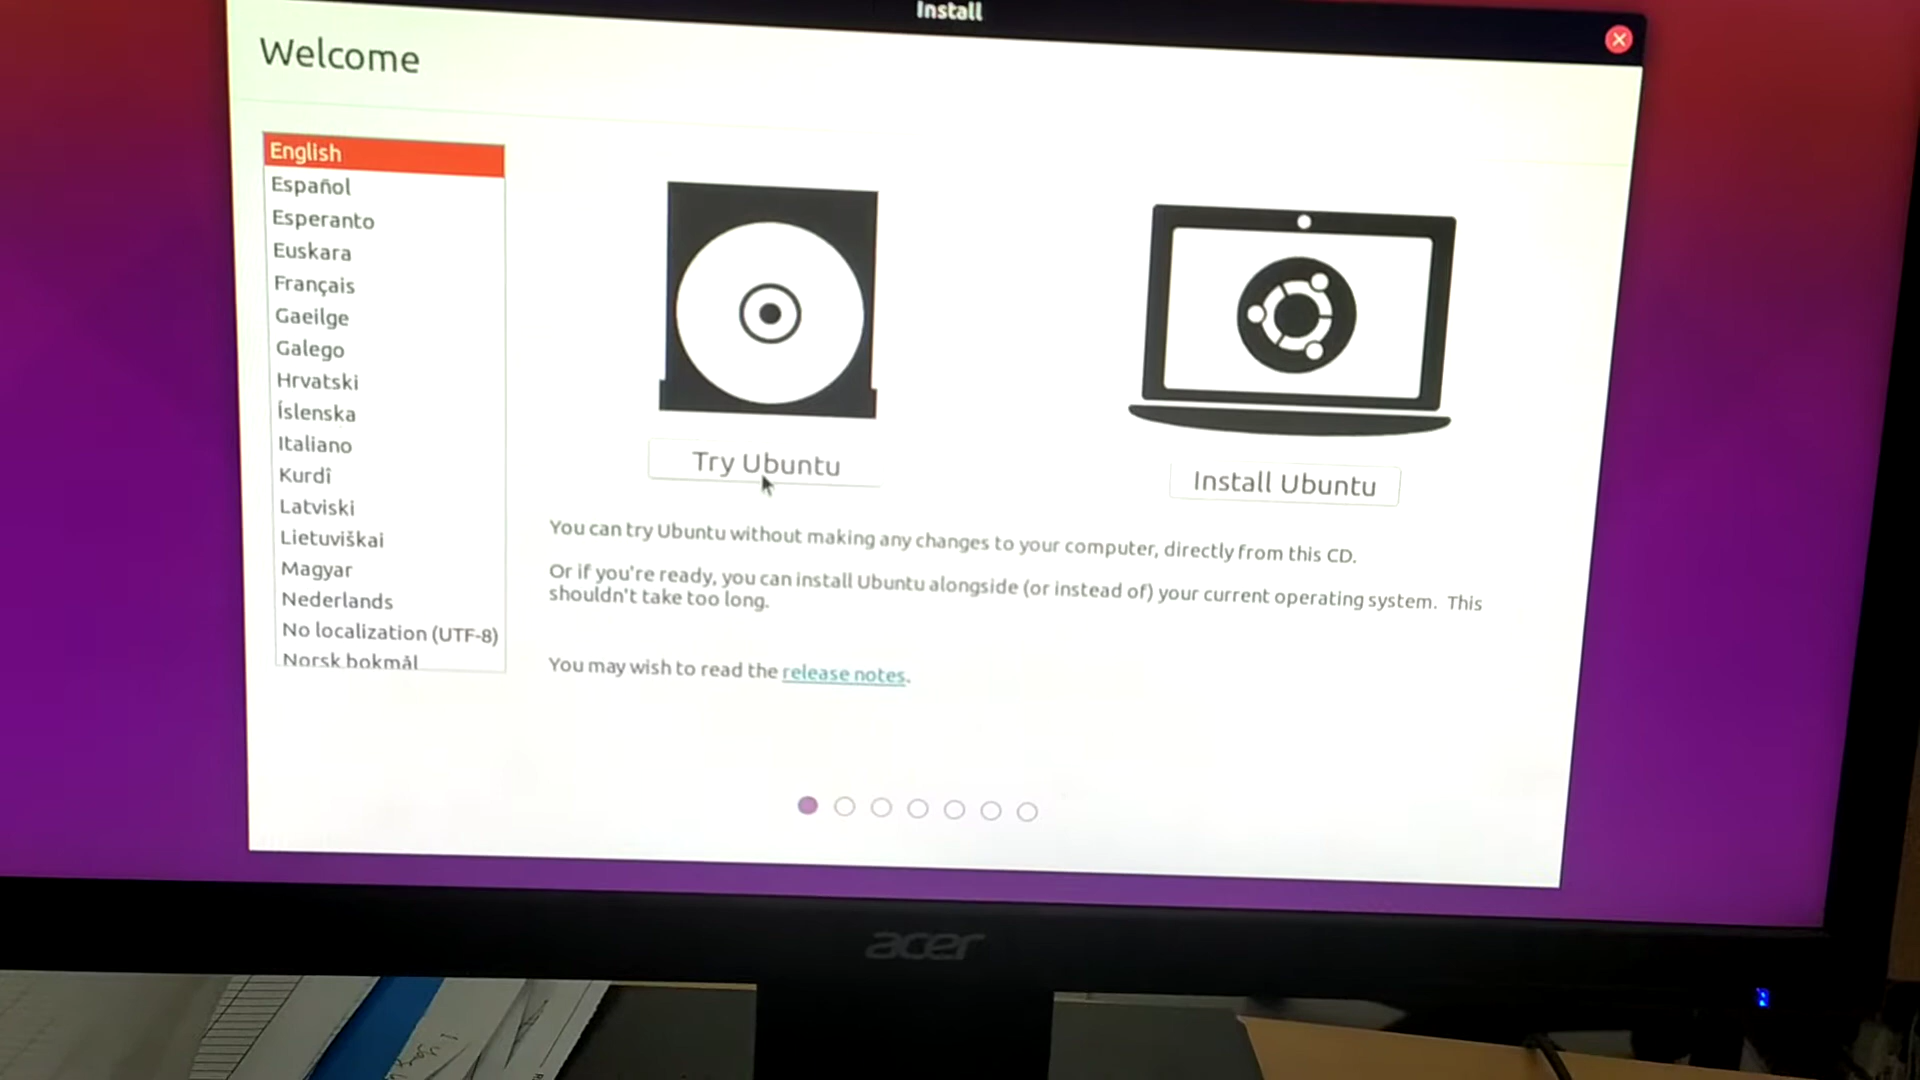 Install
Welcome
English
Español
Esperanto
Euskara
Français
Gaeilge
Galego
Hrvatski
Íslenska
Italiano
Kurdî
Latviski
Lietuviškai
Magyar
Nederlands
No localization (UTF-8)
Norsk bokmål
Try Ubuntu
Install Ubuntu
You can try Ubuntu without making any changes to your computer, directly from this CD.
Or if you're ready, you can install Ubuntu alongside (or instead of) your current operating system. This
shouldn't take too long.
You may wish to read the release notes.
acer